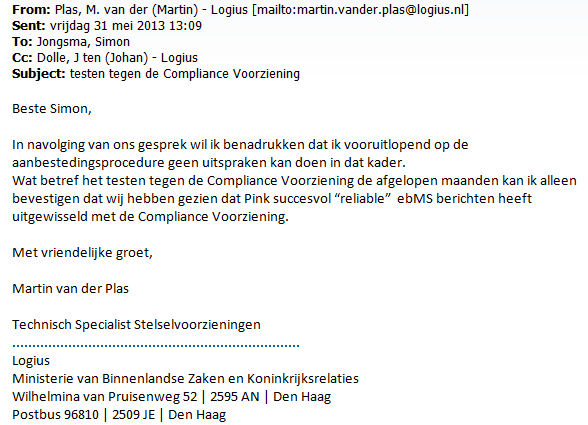 From: Plas, M. van der (Martin) - Logius [mailto:martin.vander.plas@logius.nl]
Sent: vrijdag 31 mei 2013 13:09
To: Jongsma, Simon
Cc: Dolle, J ten (Johan) - Logius
Subject: testen tegen de Compliance Voorziening
Beste Simon,
In navolging van ons gesprek wil ik benadrukken dat ik vooruitlopend op de
aanbestedingsprocedure geen uitspraken kan doen in dat kader.
Wat betref het testen tegen de Compliance Voorziening de afgelopen maanden kan ik alleen
bevestigen dat wij hebben gezien dat Pink succesvol “reliable”  ebMS berichten heeft
uitgewisseld met de Compliance Voorziening.
Met vriendelijke groet,
Martin van der Plas
Technisch Specialist Stelselvoorzieningen
........................................................................
Logius
Ministerie van Binnenlandse Zaken en Koninkrijksrelaties
Wilhelmina van Pruisenweg 52 | 2595 AN | Den Haag
Postbus 96810 | 2509 JE | Den Haag